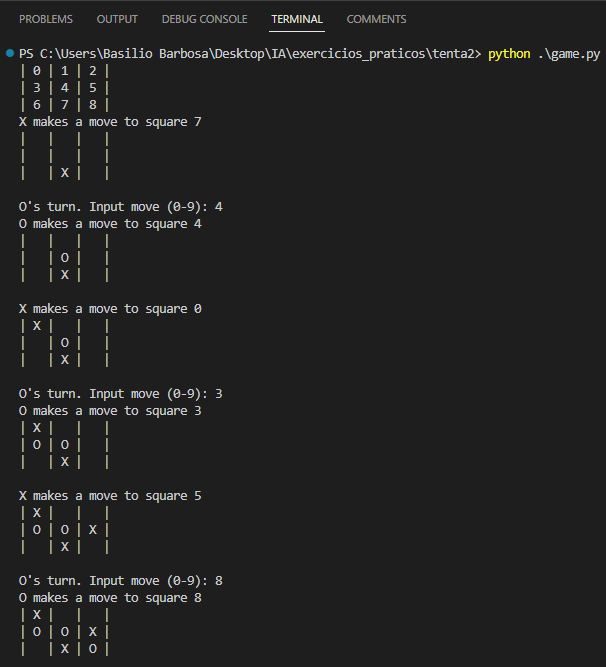 PROBLEMS OUTPUT DEBUG CONSOLE TERMINAL COMMENTS
PS C:\Users\Basilio Barbosa\Desktop\IA\exercicios_praticos\tenta2> python .\game.py
| 0 | 1 | 2 |
| 3 | 4 | 5 |
| 6 | 7 | 8 |
X makes a move to square 7
|   |   |   |
|   |   |   |
|   | X |   |
O's turn. Input move (0-9): 4
O makes a move to square 4
|   |   |   |
|   | O |   |
|   | X |   |
X makes a move to square 0
| X |   |   |
|   | O |   |
|   | X |   |
O's turn. Input move (0-9): 3
O makes a move to square 3
| X |   |   |
| O | O |   |
|   | X |   |
X makes a move to square 5
| X |   |   |
| O | O | X |
|   | X |   |
O's turn. Input move (0-9): 8
O makes a move to square 8
| X |   |   |
| O | O | X |
|   | X | O |